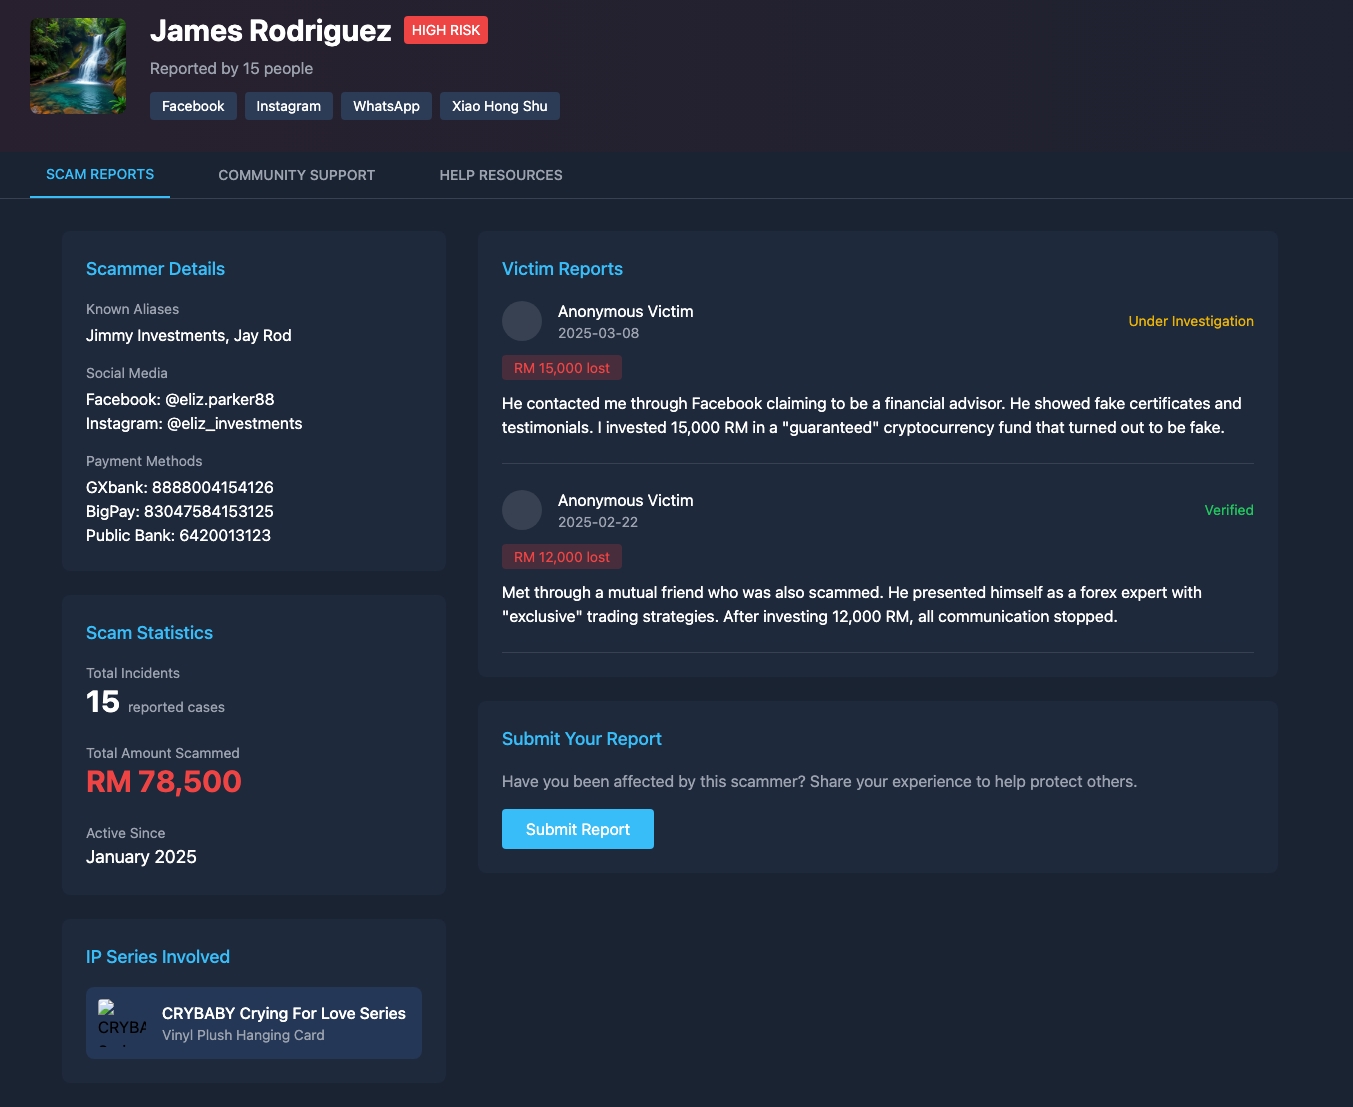 James Rodriguez
HIGH RISK
Reported by 15 people
Facebook
Instagram
WhatsApp
Xiao Hong Shu
SCAM REPORTS
COMMUNITY SUPPORT
HELP RESOURCES
Scammer Details
Known Aliases
Jimmy Investments, Jay Rod
Social Media
Facebook: @eliz.parker88
Instagram: @eliz_investments
Payment Methods
GXbank: 8888004154126
BigPay: 83047584153125
Public Bank: 6420013123
Scam Statistics
Total Incidents
15 reported cases
Total Amount Scammed
RM 78,500
Active Since
January 2025
IP Series Involved
CRYBA
CRYBABY Crying For Love Series
Vinyl Plush Hanging Card
Victim Reports
Anonymous Victim
2025-03-08
Under Investigation
RM 15,000 lost
He contacted me through Facebook claiming to be a financial advisor. He showed fake certificates and
testimonials. I invested 15,000 RM in a "guaranteed" cryptocurrency fund that turned out to be fake.
Anonymous Victim
2025-02-22
Verified
RM 12,000 lost
Met through a mutual friend who was also scammed. He presented himself as a forex expert with
"exclusive" trading strategies. After investing 12,000 RM, all communication stopped.
Submit Your Report
Have you been affected by this scammer? Share your experience to help protect others.
Submit Report